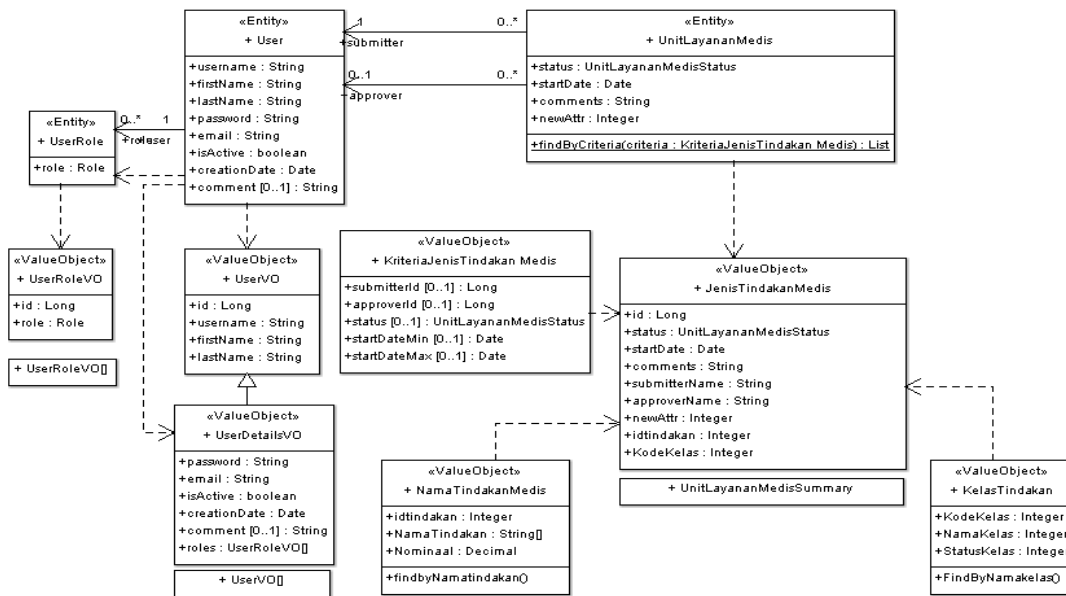 «Entity»
+ User
+username : String
+firstName : String
+lastName : String
+password : String
+email : String
+isActive : boolean
+creationDate : Date
+comment [0..1] : String
1
+submitter
0..*
0..1
-approver
0..*
«Entity»
+ UnitLayananMedis
+status : UnitLayananMedisStatus
+startDate : Date
+comments : String
+newAttr : Integer
+findByCriteria(criteria : KriteriaJenisTindakan Medis) : List
«Entity»
+ UserRole
+role : Role
0..*
1
«ValueObject»
+ UserRoleVO
+id : Long
+role : Role
+ UserRoleVO[]
«ValueObject»
+ UserVO
+id : Long
+username : String
+firstName : String
+lastName : String
«ValueObject»
+ KriteriaJenisTindakan Medis
+submitterId [0..1] : Long
+approverId [0..1] : Long
+status [0..1] : UnitLayananMedisStatus
+startDateMin [0..1] : Date
+startDateMax [0..1] : Date
«ValueObject»
+ JenisTindakanMedis
+id : Long
+status : UnitLayananMedisStatus
+startDate : Date
+comments : String
+submitterName : String
+approverName : String
+newAttr : Integer
+idtindakan : Integer
+KodeKelas : Integer
+ UnitLayananMedisSummary
«ValueObject»
+ UserDetailsVO
+password : String
+email : String
+isActive : boolean
+creationDate : Date
+comment [0..1] : String
+roles : UserRoleVO[]
+ UserVO[]
«ValueObject»
+ NamaTindakanMedis
+idtindakan : Integer
+NamaTindakan : String[]
+Nominaal : Decimal
+findbyNamatindakan()
«ValueObject»
+ KelasTindakan
+KodeKelas : Integer
+NamaKelas : Integer
+StatusKelas : Integer
+FindByNamakelas()